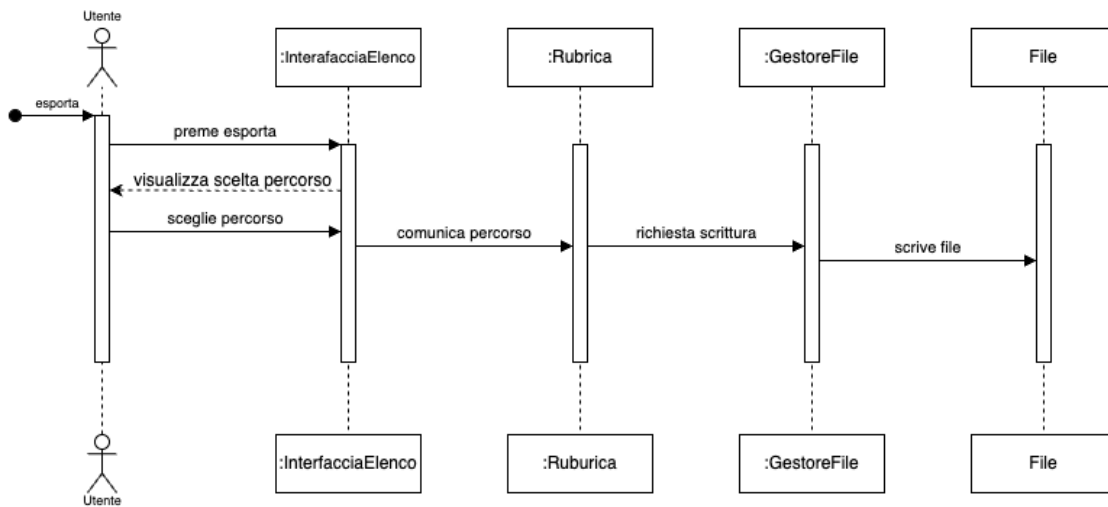 Utente
:InterafacciaElenco
:Rubrica
:GestoreFile
File
esporta
preme esporta
visualizza scelta percorso
sceglie percorso
comunica percorso
richiesta scrittura
scrive file
:InterfacciaElenco
:Ruburica
:GestoreFile
File
Utente